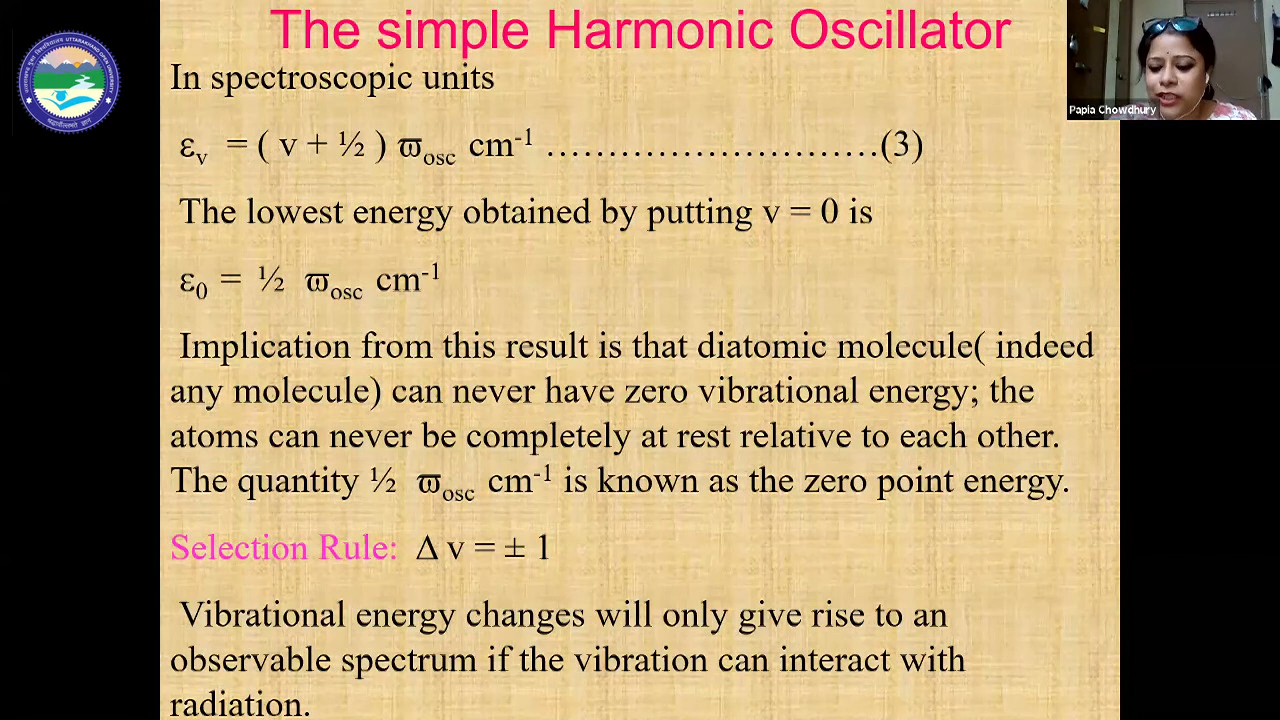 The simple Harmonic Oscillator
In spectroscopic units
εᵥ = ( v + ½ ) ϖosc cm⁻¹ ………………………(3)
The lowest energy obtained by putting v = 0 is
ε₀ = ½ ϖosc cm⁻¹
Implication from this result is that diatomic molecule( indeed
any molecule) can never have zero vibrational energy; the
atoms can never be completely at rest relative to each other.
The quantity ½ ϖosc cm⁻¹ is known as the zero point energy.
Selection Rule: Δ v = ± 1
Vibrational energy changes will only give rise to an
observable spectrum if the vibration can interact with
radiation.
Papia Chowdhury
UTTARAKHAND OPEN UNIVERSITY